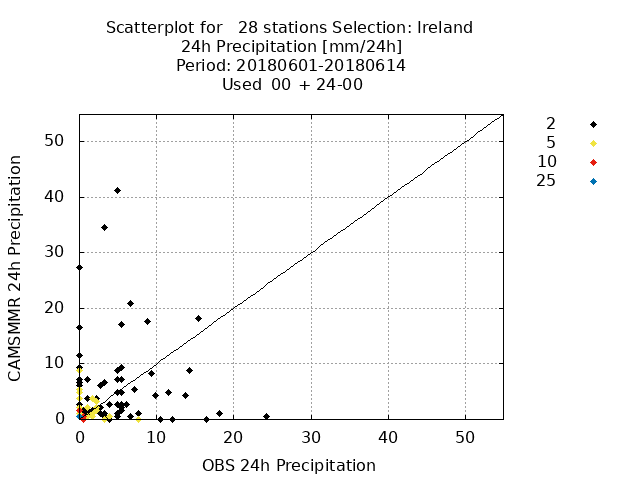 Scatterplot for 28 stations Selection: Ireland
24h Precipitation [mm/24h]
Period: 20180601-20180614
Used 00 + 24-00
2
5
10
25
50
40
30
20
10
0
CAMSMMR 24h Precipitation
0 10 20 30 40 50
OBS 24h Precipitation